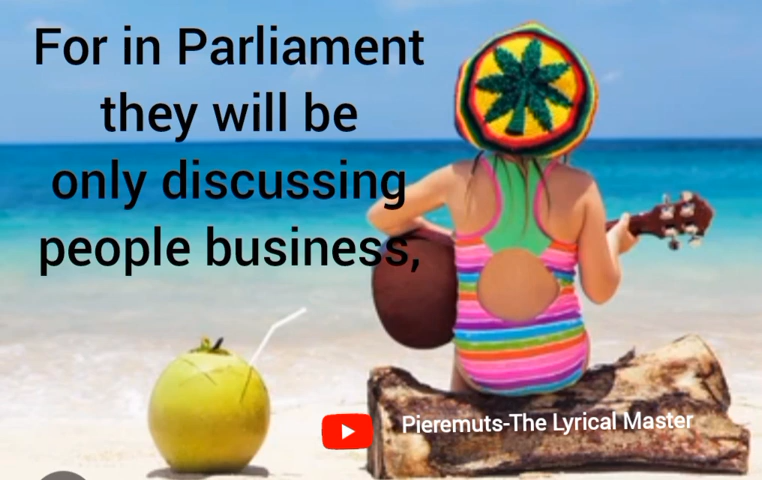 For in Parliament
they will be
only discussing
people business,
Pieremuts-The Lyrical Master